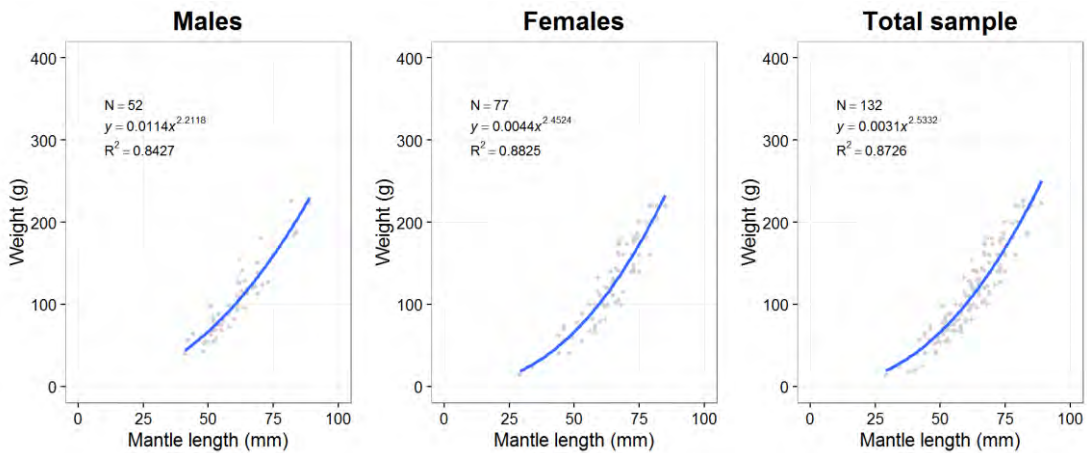 Males
400
300
200
100
0
Weight (g)
N = 52
y = 0.0114x^2.2118
R² = 0.8427
0 25 50 75 100
Mantle length (mm)
Females
400
300
200
100
0
Weight (g)
N = 77
y = 0.0044x^2.4524
R² = 0.8825
0 25 50 75 100
Mantle length (mm)
Total sample
400
300
200
100
0
Weight (g)
N = 132
y = 0.0031x^2.5332
R² = 0.8726
0 25 50 75 100
Mantle length (mm)